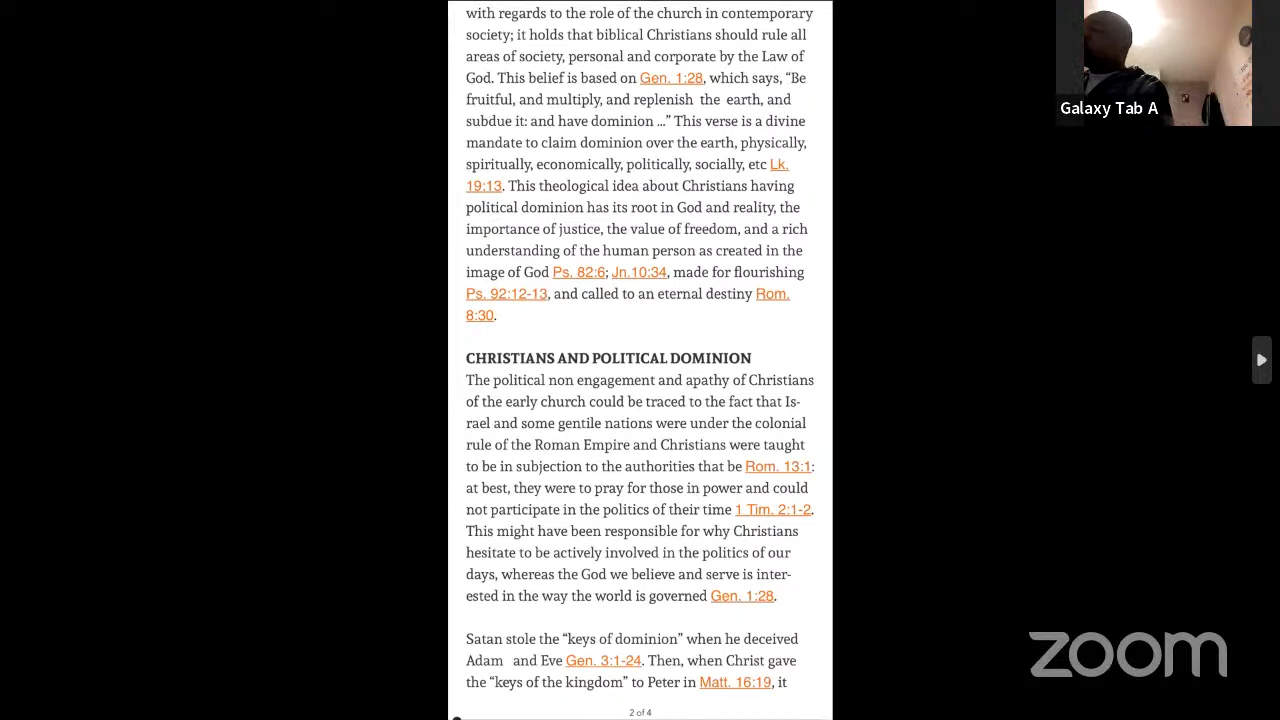 with regards to the role of the church in contemporary
society; it holds that biblical Christians should rule all
areas of society, personal and corporate by the Law of
God. This belief is based on Gen. 1:28, which says, “Be
fruitful, and multiply, and replenish the earth, and
subdue it: and have dominion ...” This verse is a divine
mandate to claim dominion over the earth, physically,
spiritually, economically, politically, socially, etc Lk.
19:13. This theological idea about Christians having
political dominion has its root in God and reality, the
importance of justice, the value of freedom, and a rich
understanding of the human person as created in the
image of God Ps. 82:6; Jn.10:34, made for flourishing
Ps. 92:12-13, and called to an eternal destiny Rom.
8:30.
CHRISTIANS AND POLITICAL DOMINION
The political non engagement and apathy of Christians
of the early church could be traced to the fact that Is-
rael and some gentile nations were under the colonial
rule of the Roman Empire and Christians were taught
to be in subjection to the authorities that be Rom. 13:1:
at best, they were to pray for those in power and could
not participate in the politics of their time 1 Tim. 2:1-2.
This might have been responsible for why Christians
hesitate to be actively involved in the politics of our
days, whereas the God we believe and serve is inter-
ested in the way the world is governed Gen. 1:28.
Satan stole the “keys of dominion” when he deceived
Adam and Eve Gen. 3:1-24. Then, when Christ gave
the “keys of the kingdom” to Peter in Matt. 16:19, it
2 of 4
Galaxy Tab A
zoom